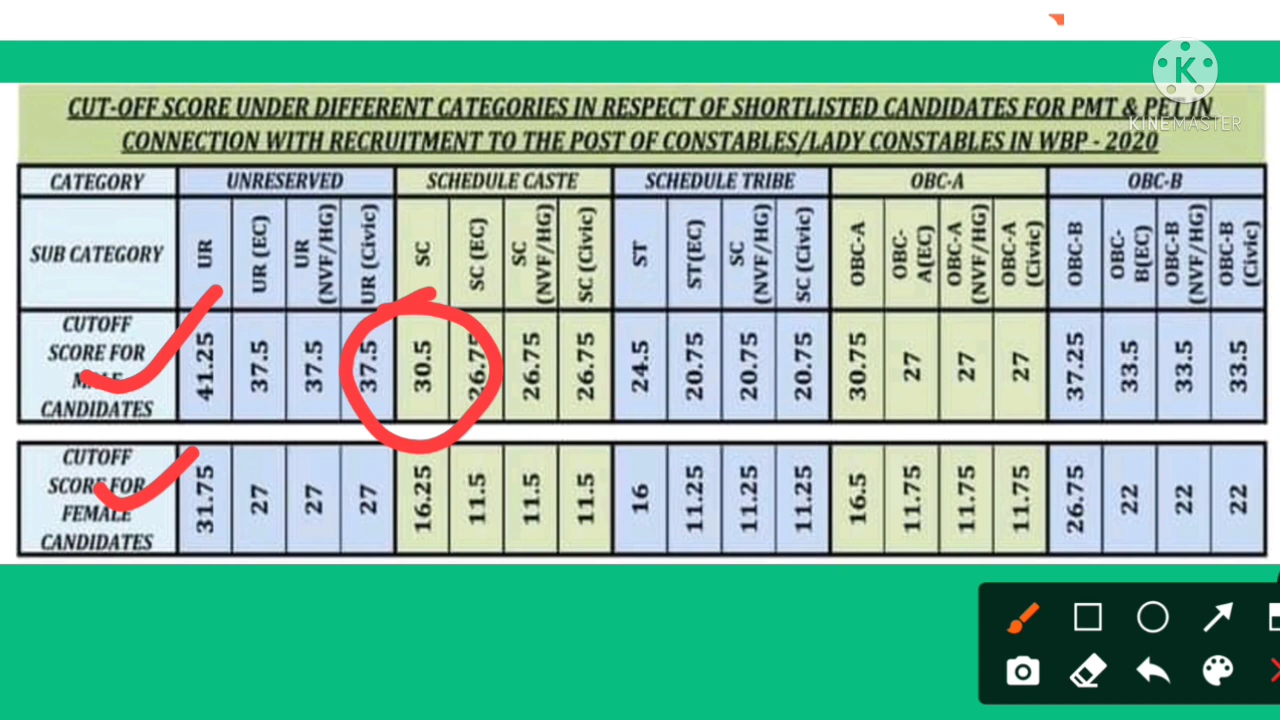 KINEMASTER
CUT-OFF SCORE UNDER DIFFERENT CATEGORIES IN RESPECT OF SHORTLISTED CANDIDATES FOR PMT & PET IN
CONNECTION WITH RECRUITMENT TO THE POST OF CONSTABLES/LADY CONSTABLES IN WBP - 2020
CATEGORY UNRESERVED SCHEDULE CASTE SCHEDULE TRIBE OBC-A OBC-B
SUB CATEGORY UR UR (EC) UR (NVF/HG) UR (Civic) SC SC (EC) SC (NVF/HG) SC (Civic) ST ST(EC) SC (NVF/HG) SC (Civic) OBC-A OBC-A(EC) OBC-A (NVF/HG) OBC-A (Civic) OBC-B OBC-B(EC) OBC-B (NVF/HG) OBC-B (Civic)
CUTOFF
SCORE FOR
MALE
CANDIDATES
41.25 37.5 37.5 37.5 30.5 26.75 26.75 26.75 24.5 20.75 20.75 20.75 30.75 27 27 27 37.25 33.5 33.5 33.5
CUTOFF
SCORE FOR
FEMALE
CANDIDATES
31.75 27 27 27 16.25 11.5 11.5 11.5 16 11.25 11.25 11.25 16.5 11.75 11.75 11.75 26.75 22 22 22